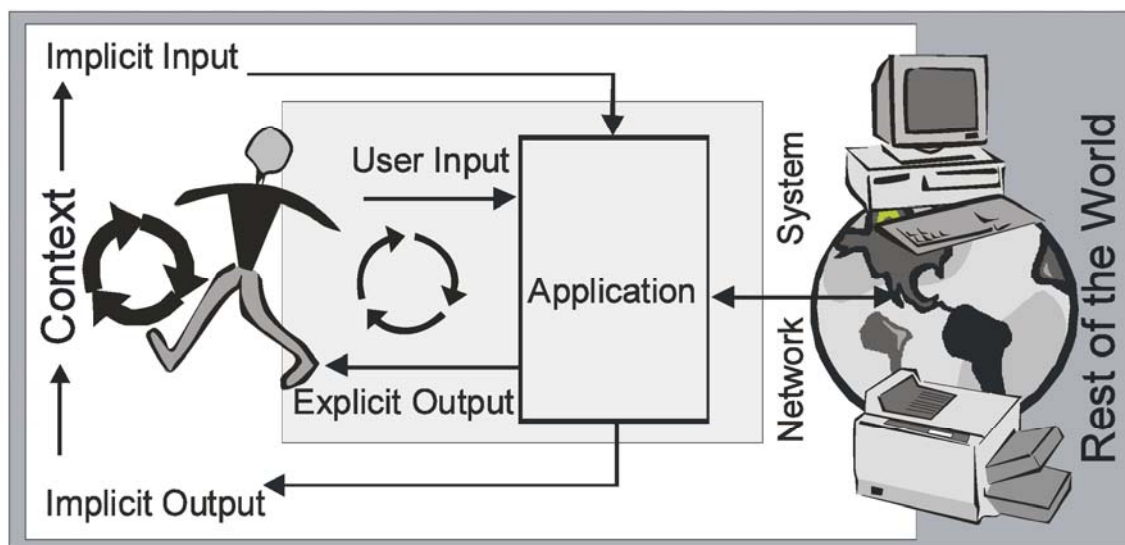 Implicit Input
User Input
Context
Application
System
Network
Rest of the World
Explicit Output
Implicit Output